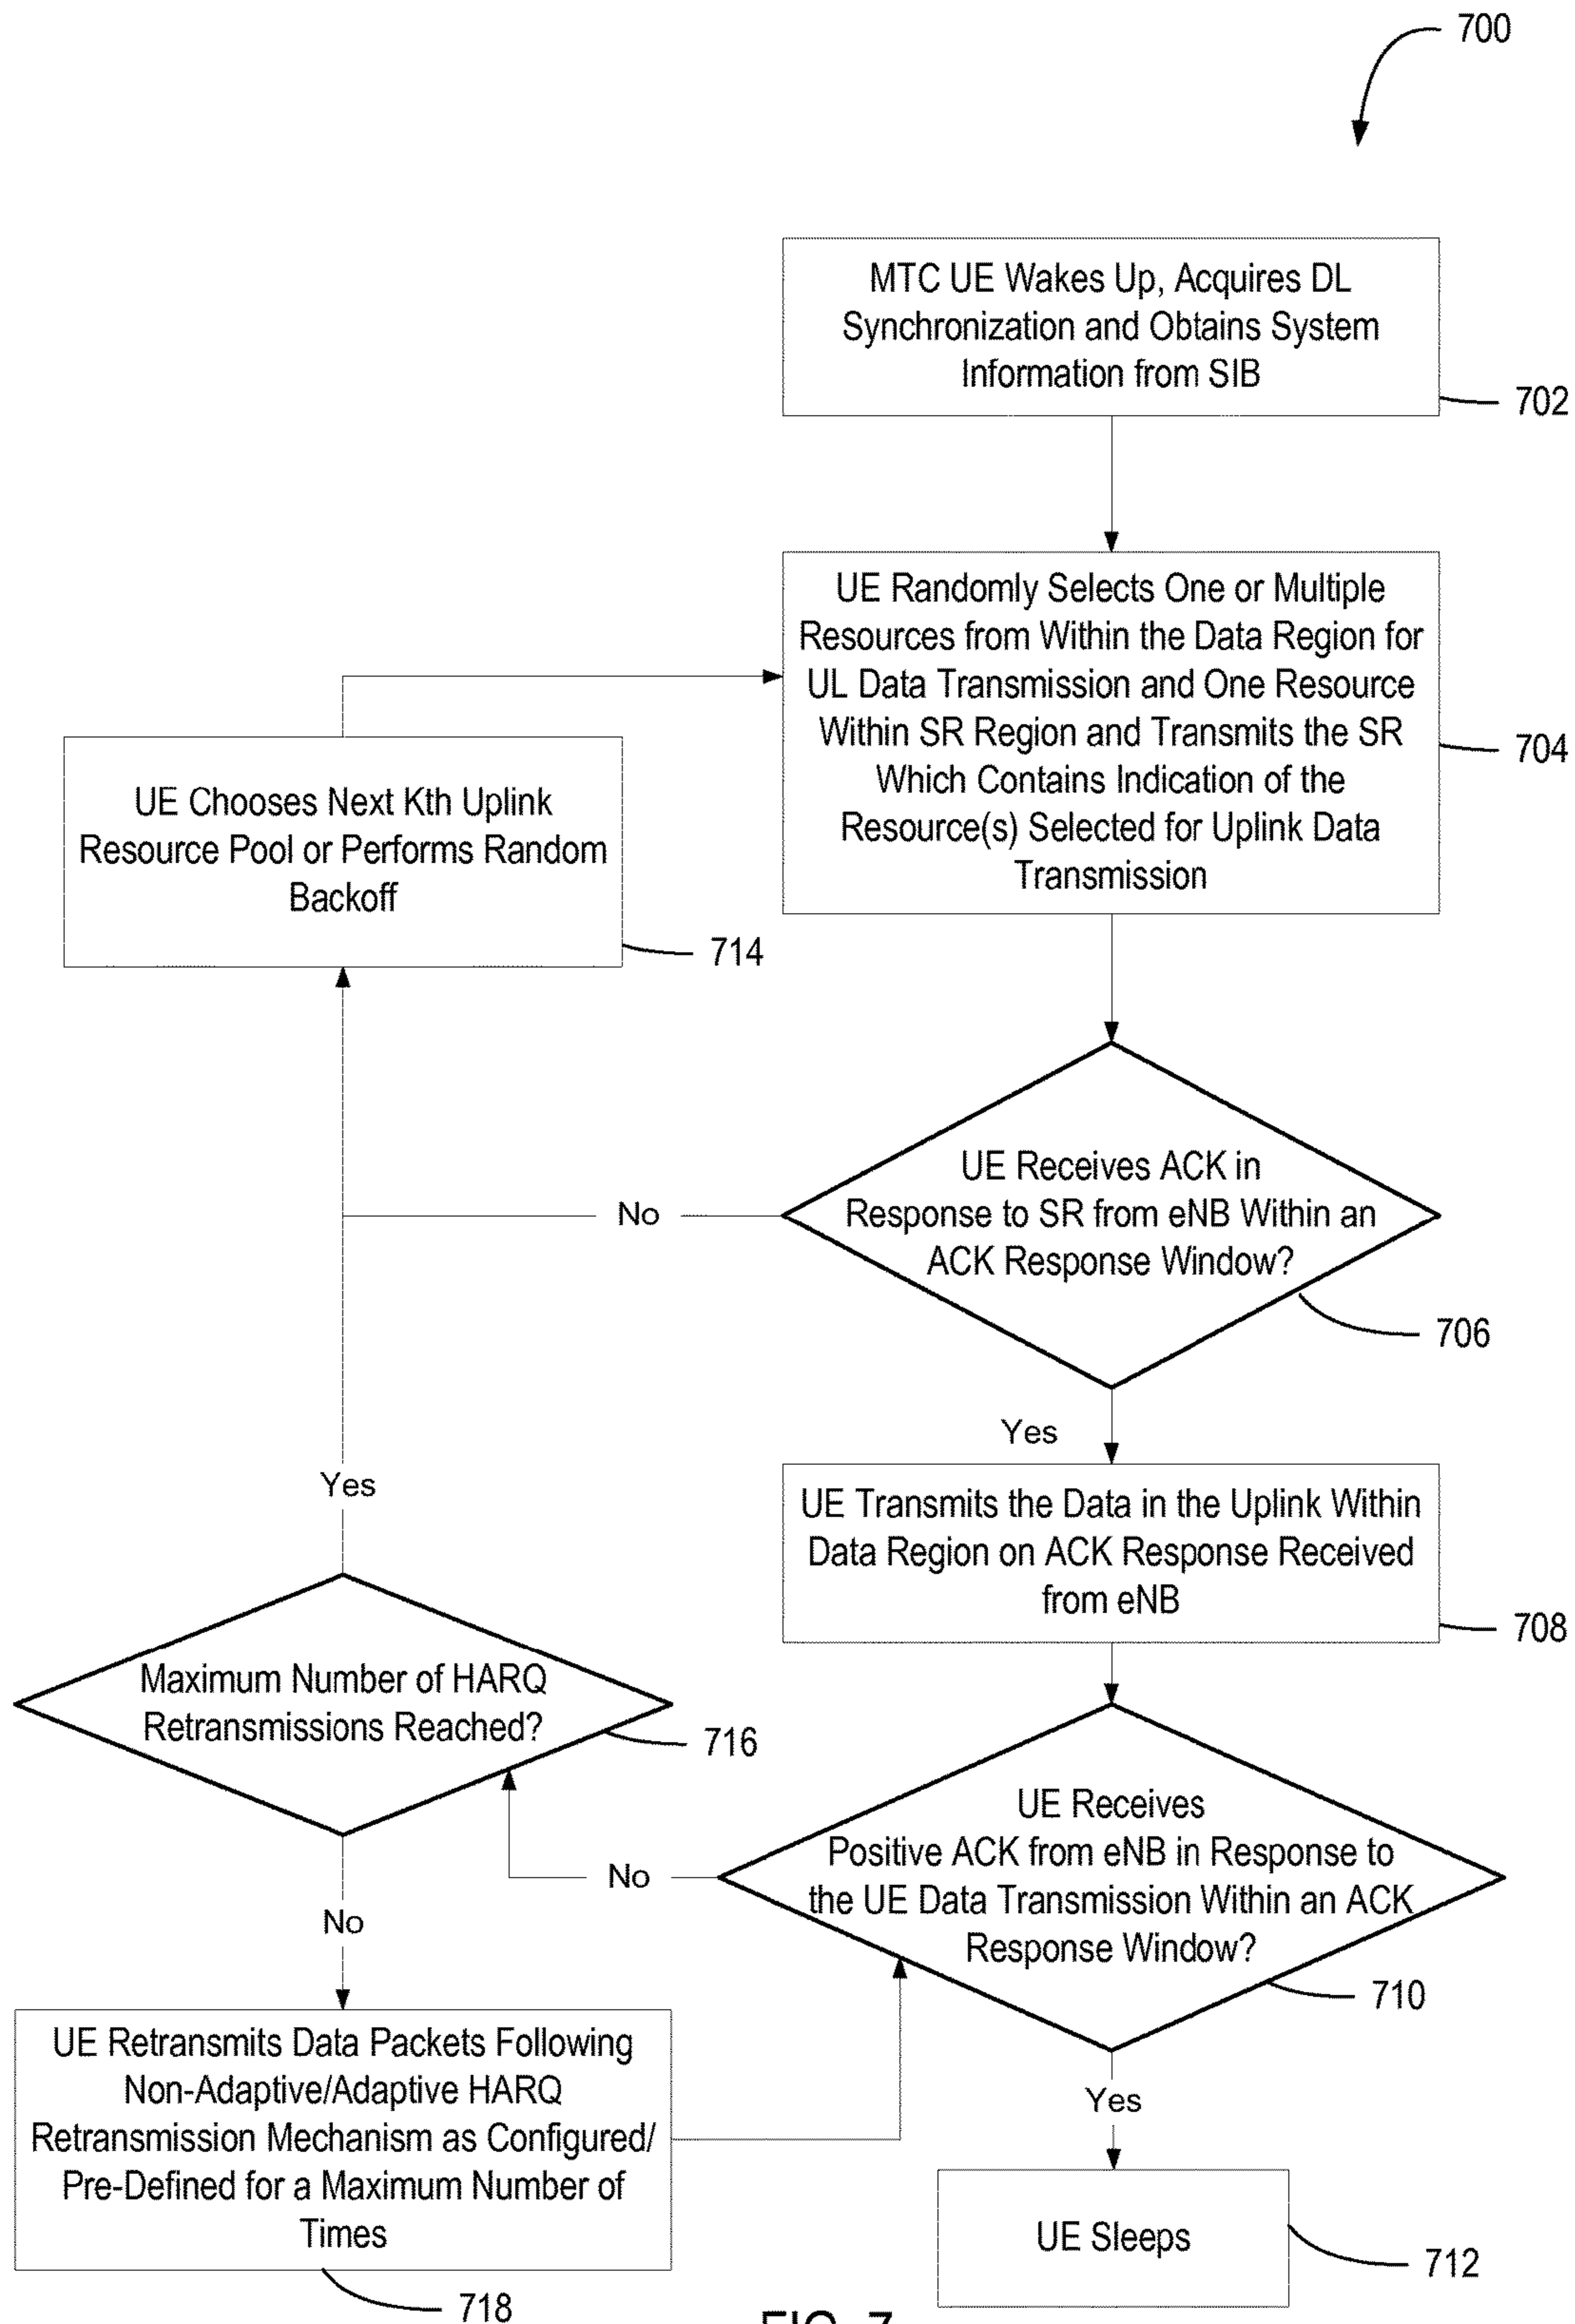 700
MTC UE Wakes Up, Acquires DL
Synchronization and Obtains System
Information from SIB
702
UE Randomly Selects One or Multiple
Resources from Within the Data Region for
UL Data Transmission and One Resource
Within SR Region and Transmits the SR
Which Contains Indication of the
Resource(s) Selected for Uplink Data
Transmission
704
UE Chooses Next Kth Uplink
Resource Pool or Performs Random
Backoff
714
UE Receives ACK in
Response to SR from eNB Within an
ACK Response Window?
706
No
Yes
UE Transmits the Data in the Uplink Within
Data Region on ACK Response Received
from eNB
708
Yes
Maximum Number of HARQ
Retransmissions Reached?
716
UE Receives
Positive ACK from eNB in Response to
the UE Data Transmission Within an ACK
Response Window?
710
No
No
UE Retransmits Data Packets Following
Non-Adaptive/Adaptive HARQ
Retransmission Mechanism as Configured/
Pre-Defined for a Maximum Number of
Times
718
Yes
UE Sleeps
712
FIG. 7